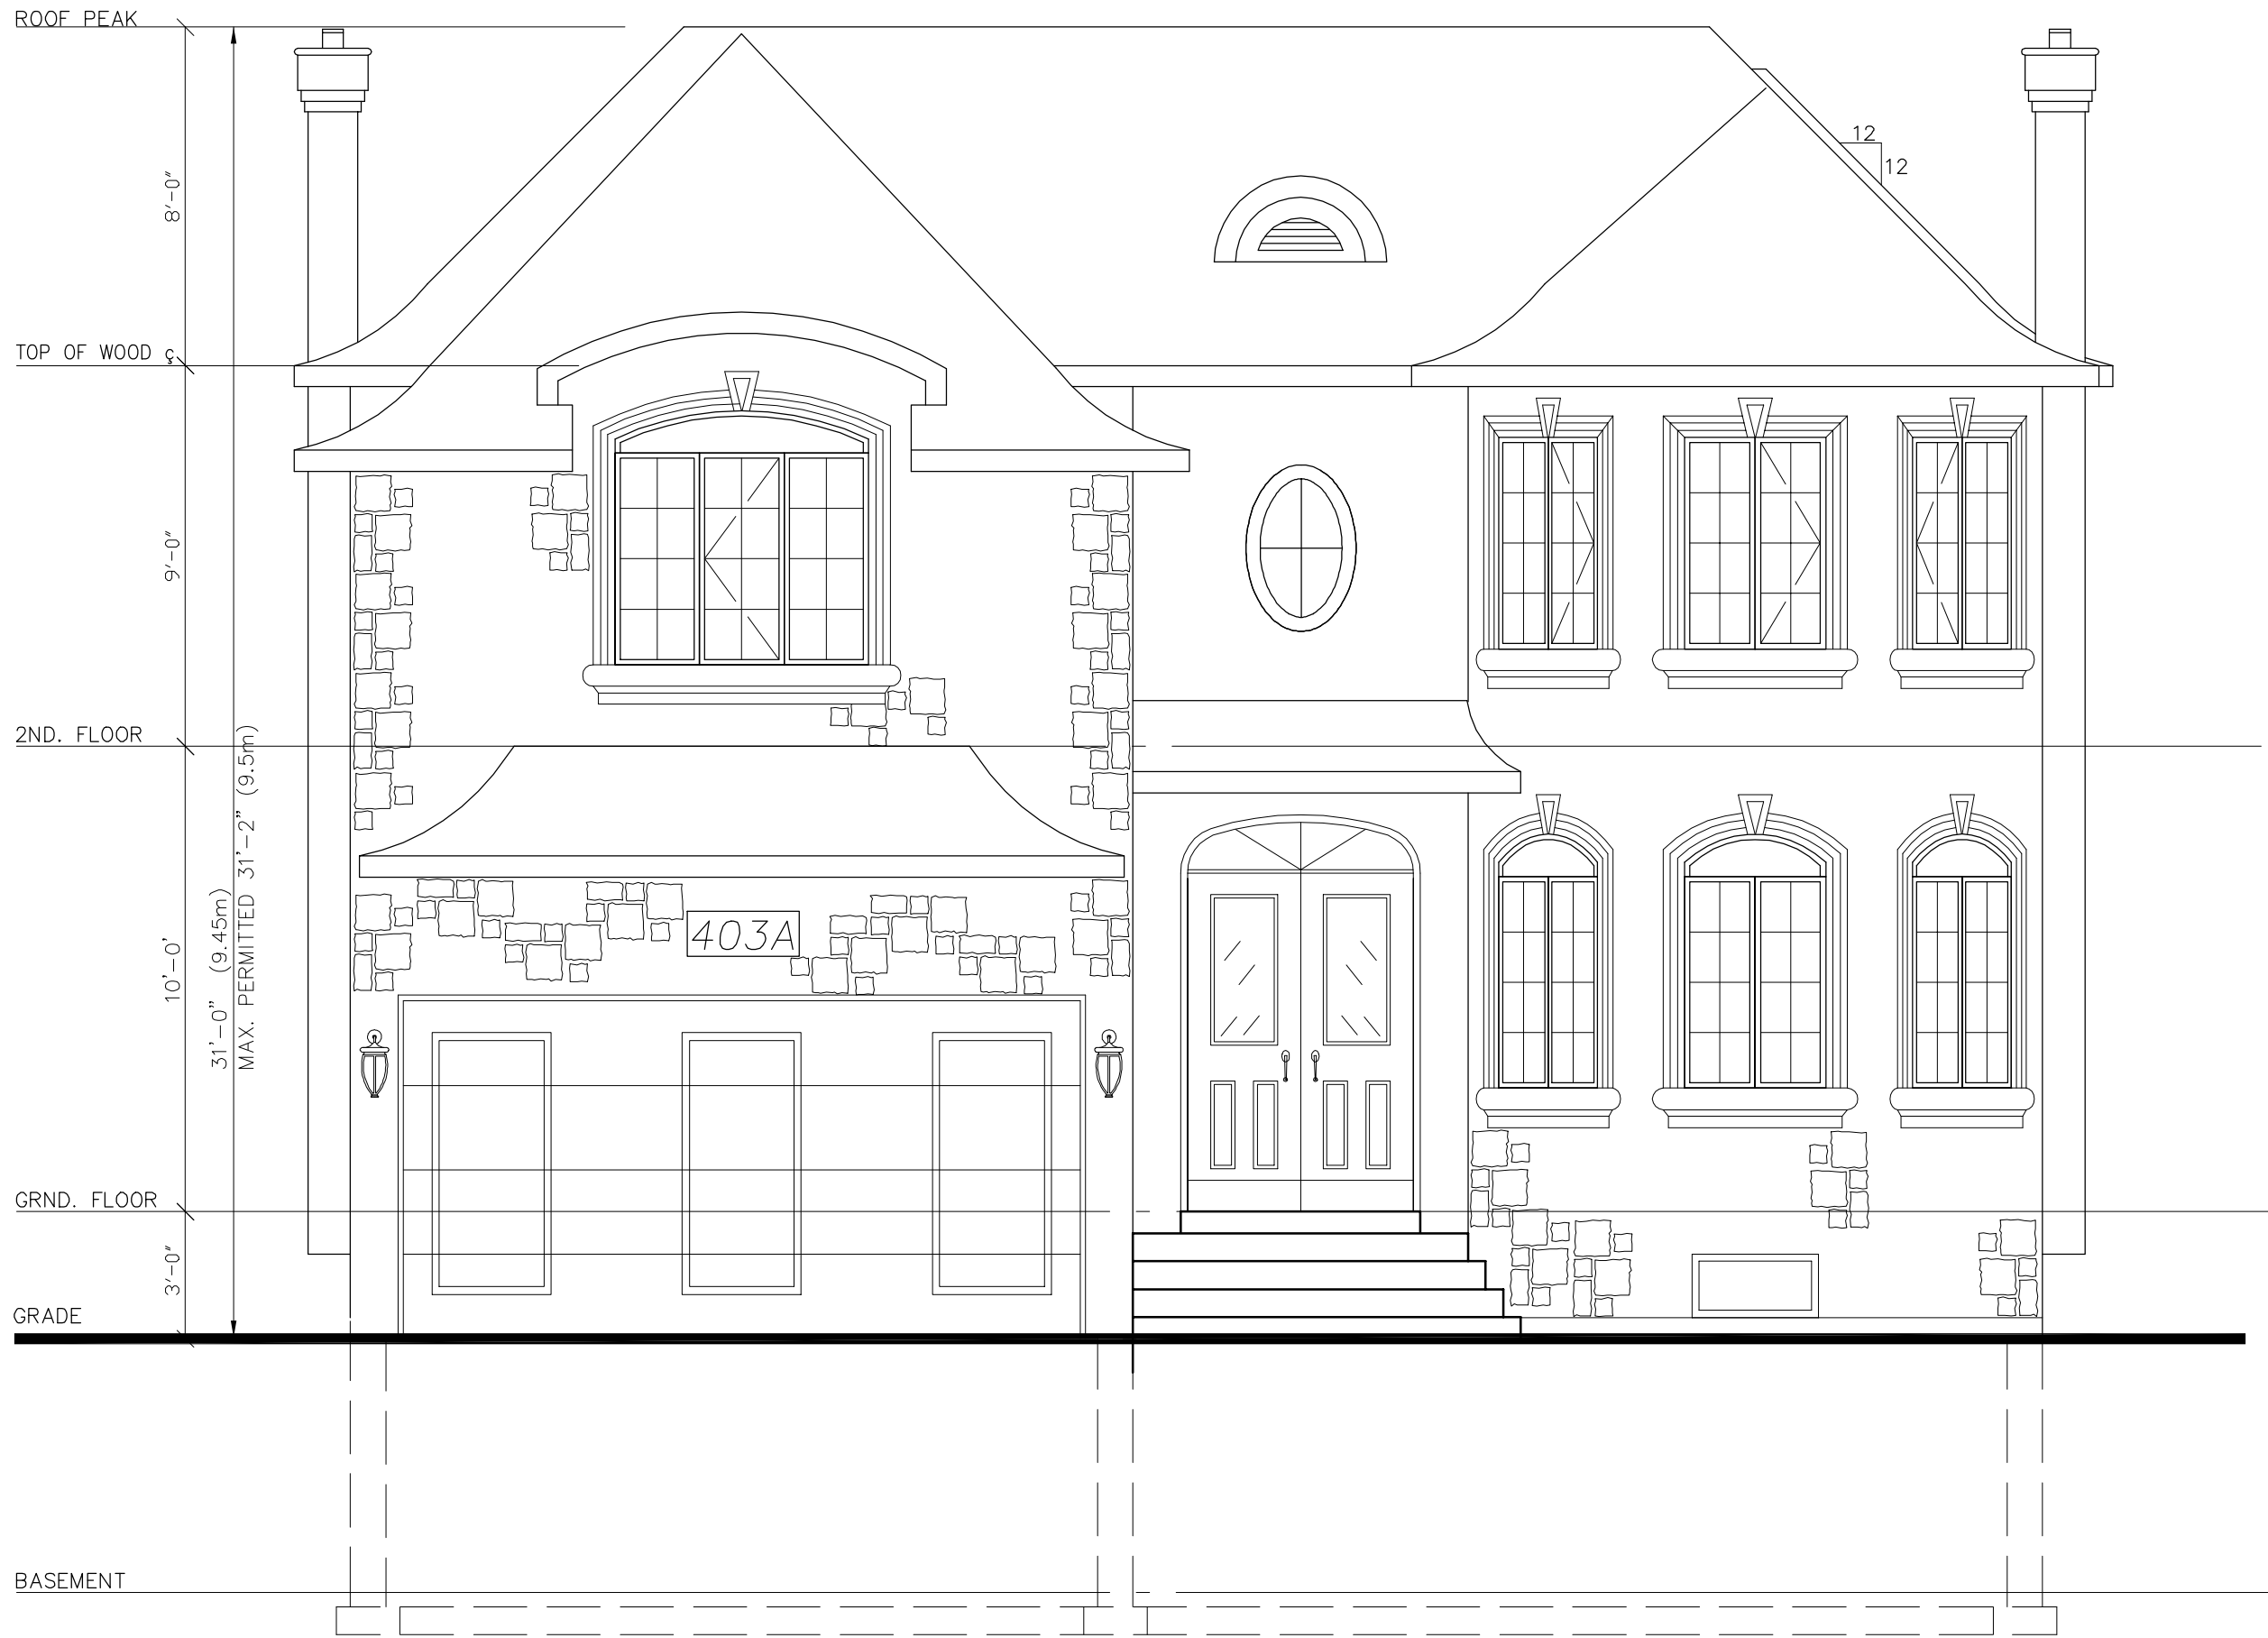 ROOF PEAK
12
12
8'-0"
TOP OF WOOD ȼ
9'-0"
2ND. FLOOR
31'-0" (9.45m)
MAX. PERMITTED 31'-2" (9.5m)
10'-0'
403A
GRND. FLOOR
3'-0"
GRADE
BASEMENT